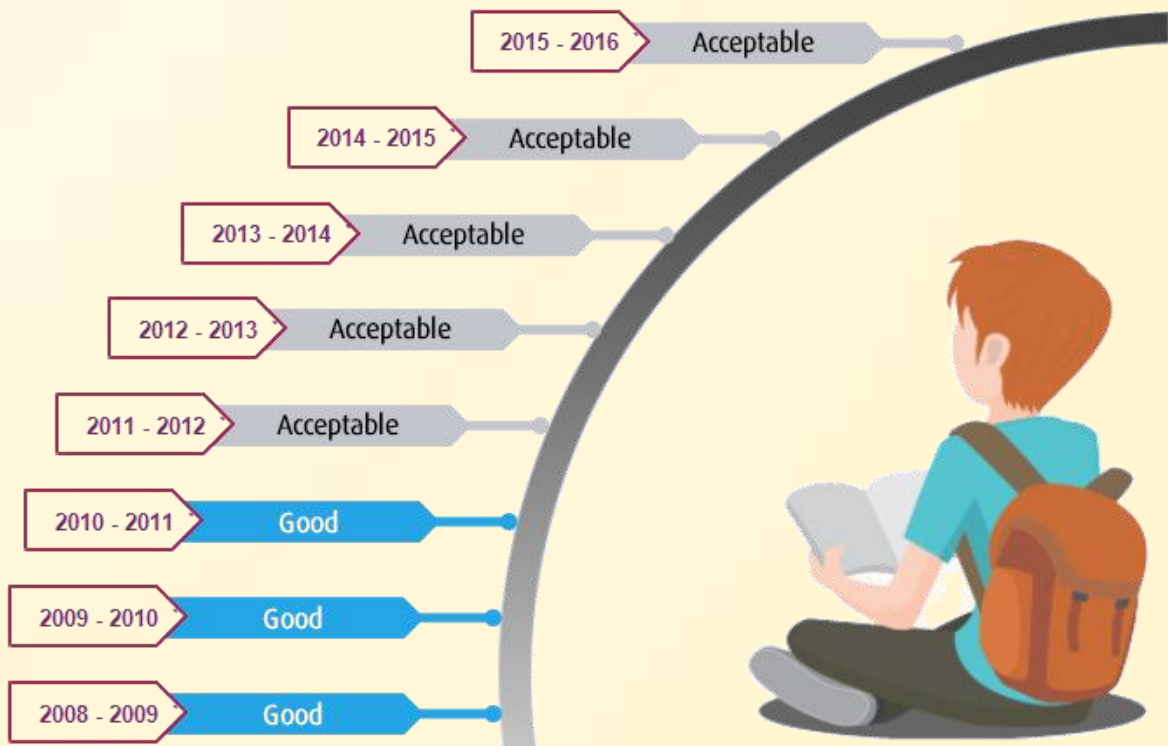 2015 - 2016 Acceptable
2014 - 2015 Acceptable
2013 - 2014 Acceptable
2012 - 2013 Acceptable
2011 - 2012 Acceptable
2010 - 2011 Good
2009 - 2010 Good
2008 - 2009 Good